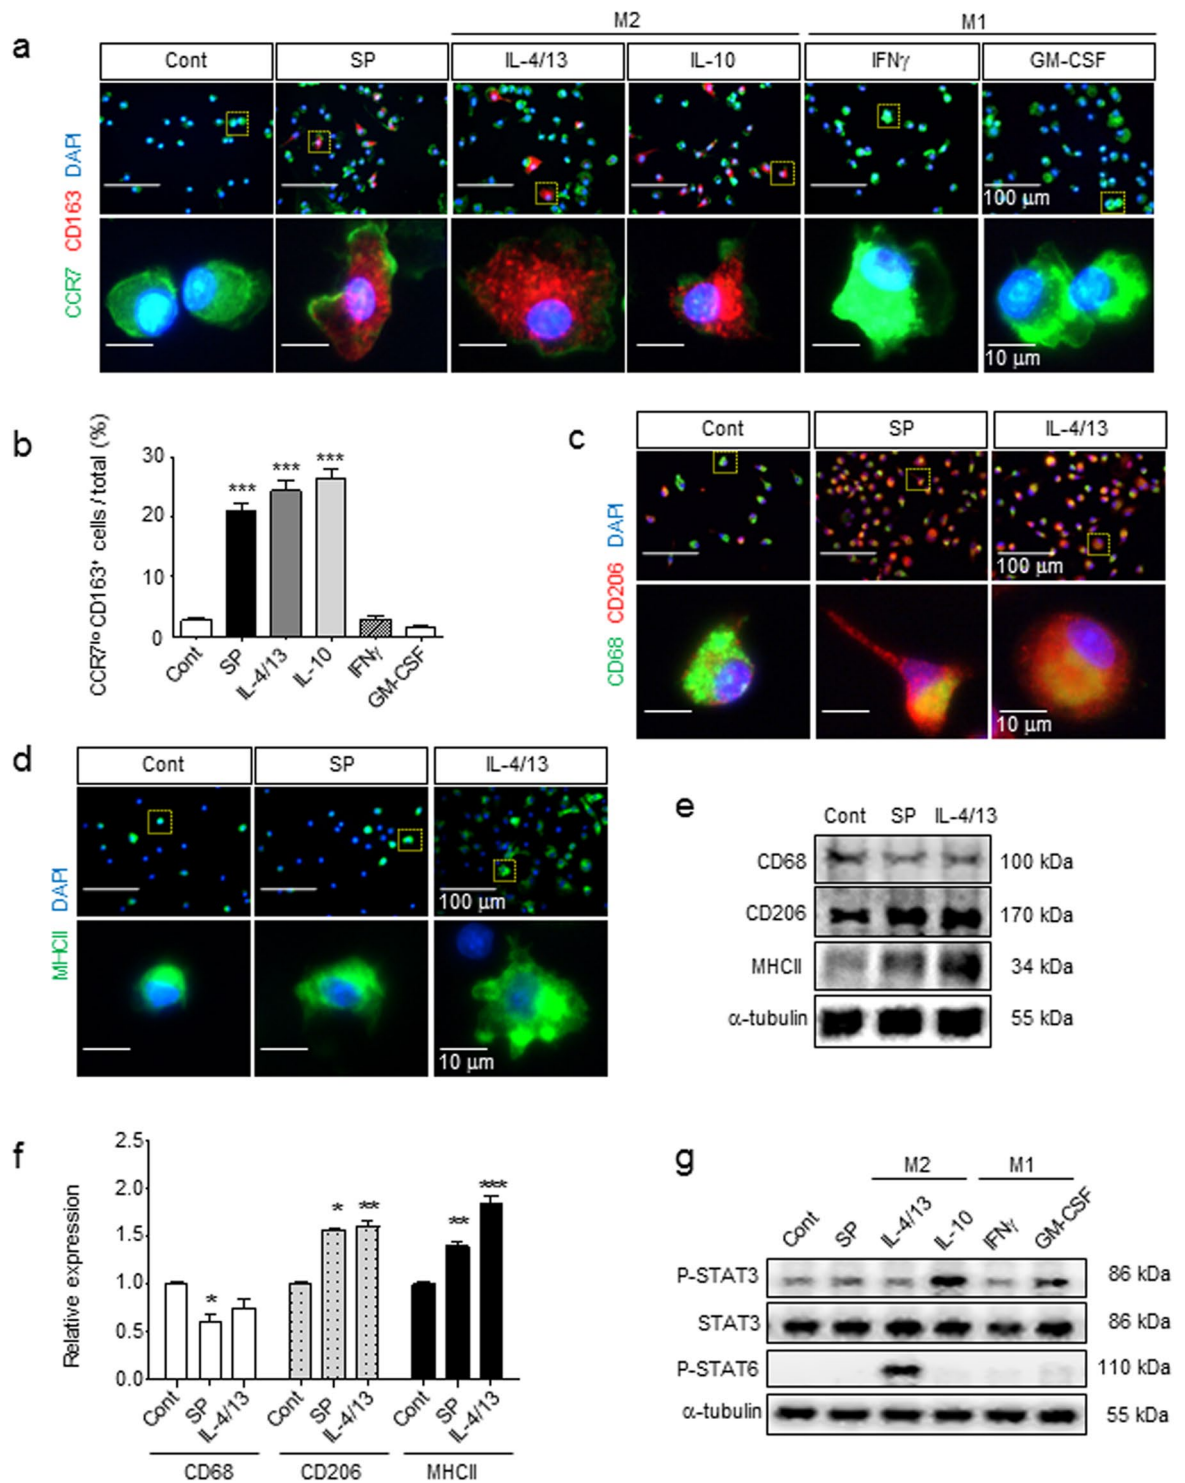 M2 M1
a
Cont SP IL-4/13 IL-10 IFNγ GM-CSF
CCR7 CD163 DAPI
100 μm
10 μm
b
CCR7ˡᵒ CD163⁺ cells / total (%)
30
20
10
0
*** *** ***
Cont SP IL-4/13 IL-10 IFNγ GM-CSF
c
Cont SP IL-4/13
CD68 CD206 DAPI
100 μm
10 μm
d
Cont SP IL-4/13
MHCII DAPI
100 μm
10 μm
e
Cont SP IL-4/13
CD68 100 kDa
CD206 170 kDa
MHCII 34 kDa
α-tubulin 55 kDa
f
Relative expression
2.5
2.0
1.5
1.0
0.5
0.0
* * ** ** ***
Cont SP IL-4/13 Cont SP IL-4/13 Cont SP IL-4/13
CD68 CD206 MHCII
g
M2 M1
Cont SP IL-4/13 IL-10 IFNγ GM-CSF
P-STAT3 86 kDa
STAT3 86 kDa
P-STAT6 110 kDa
α-tubulin 55 kDa